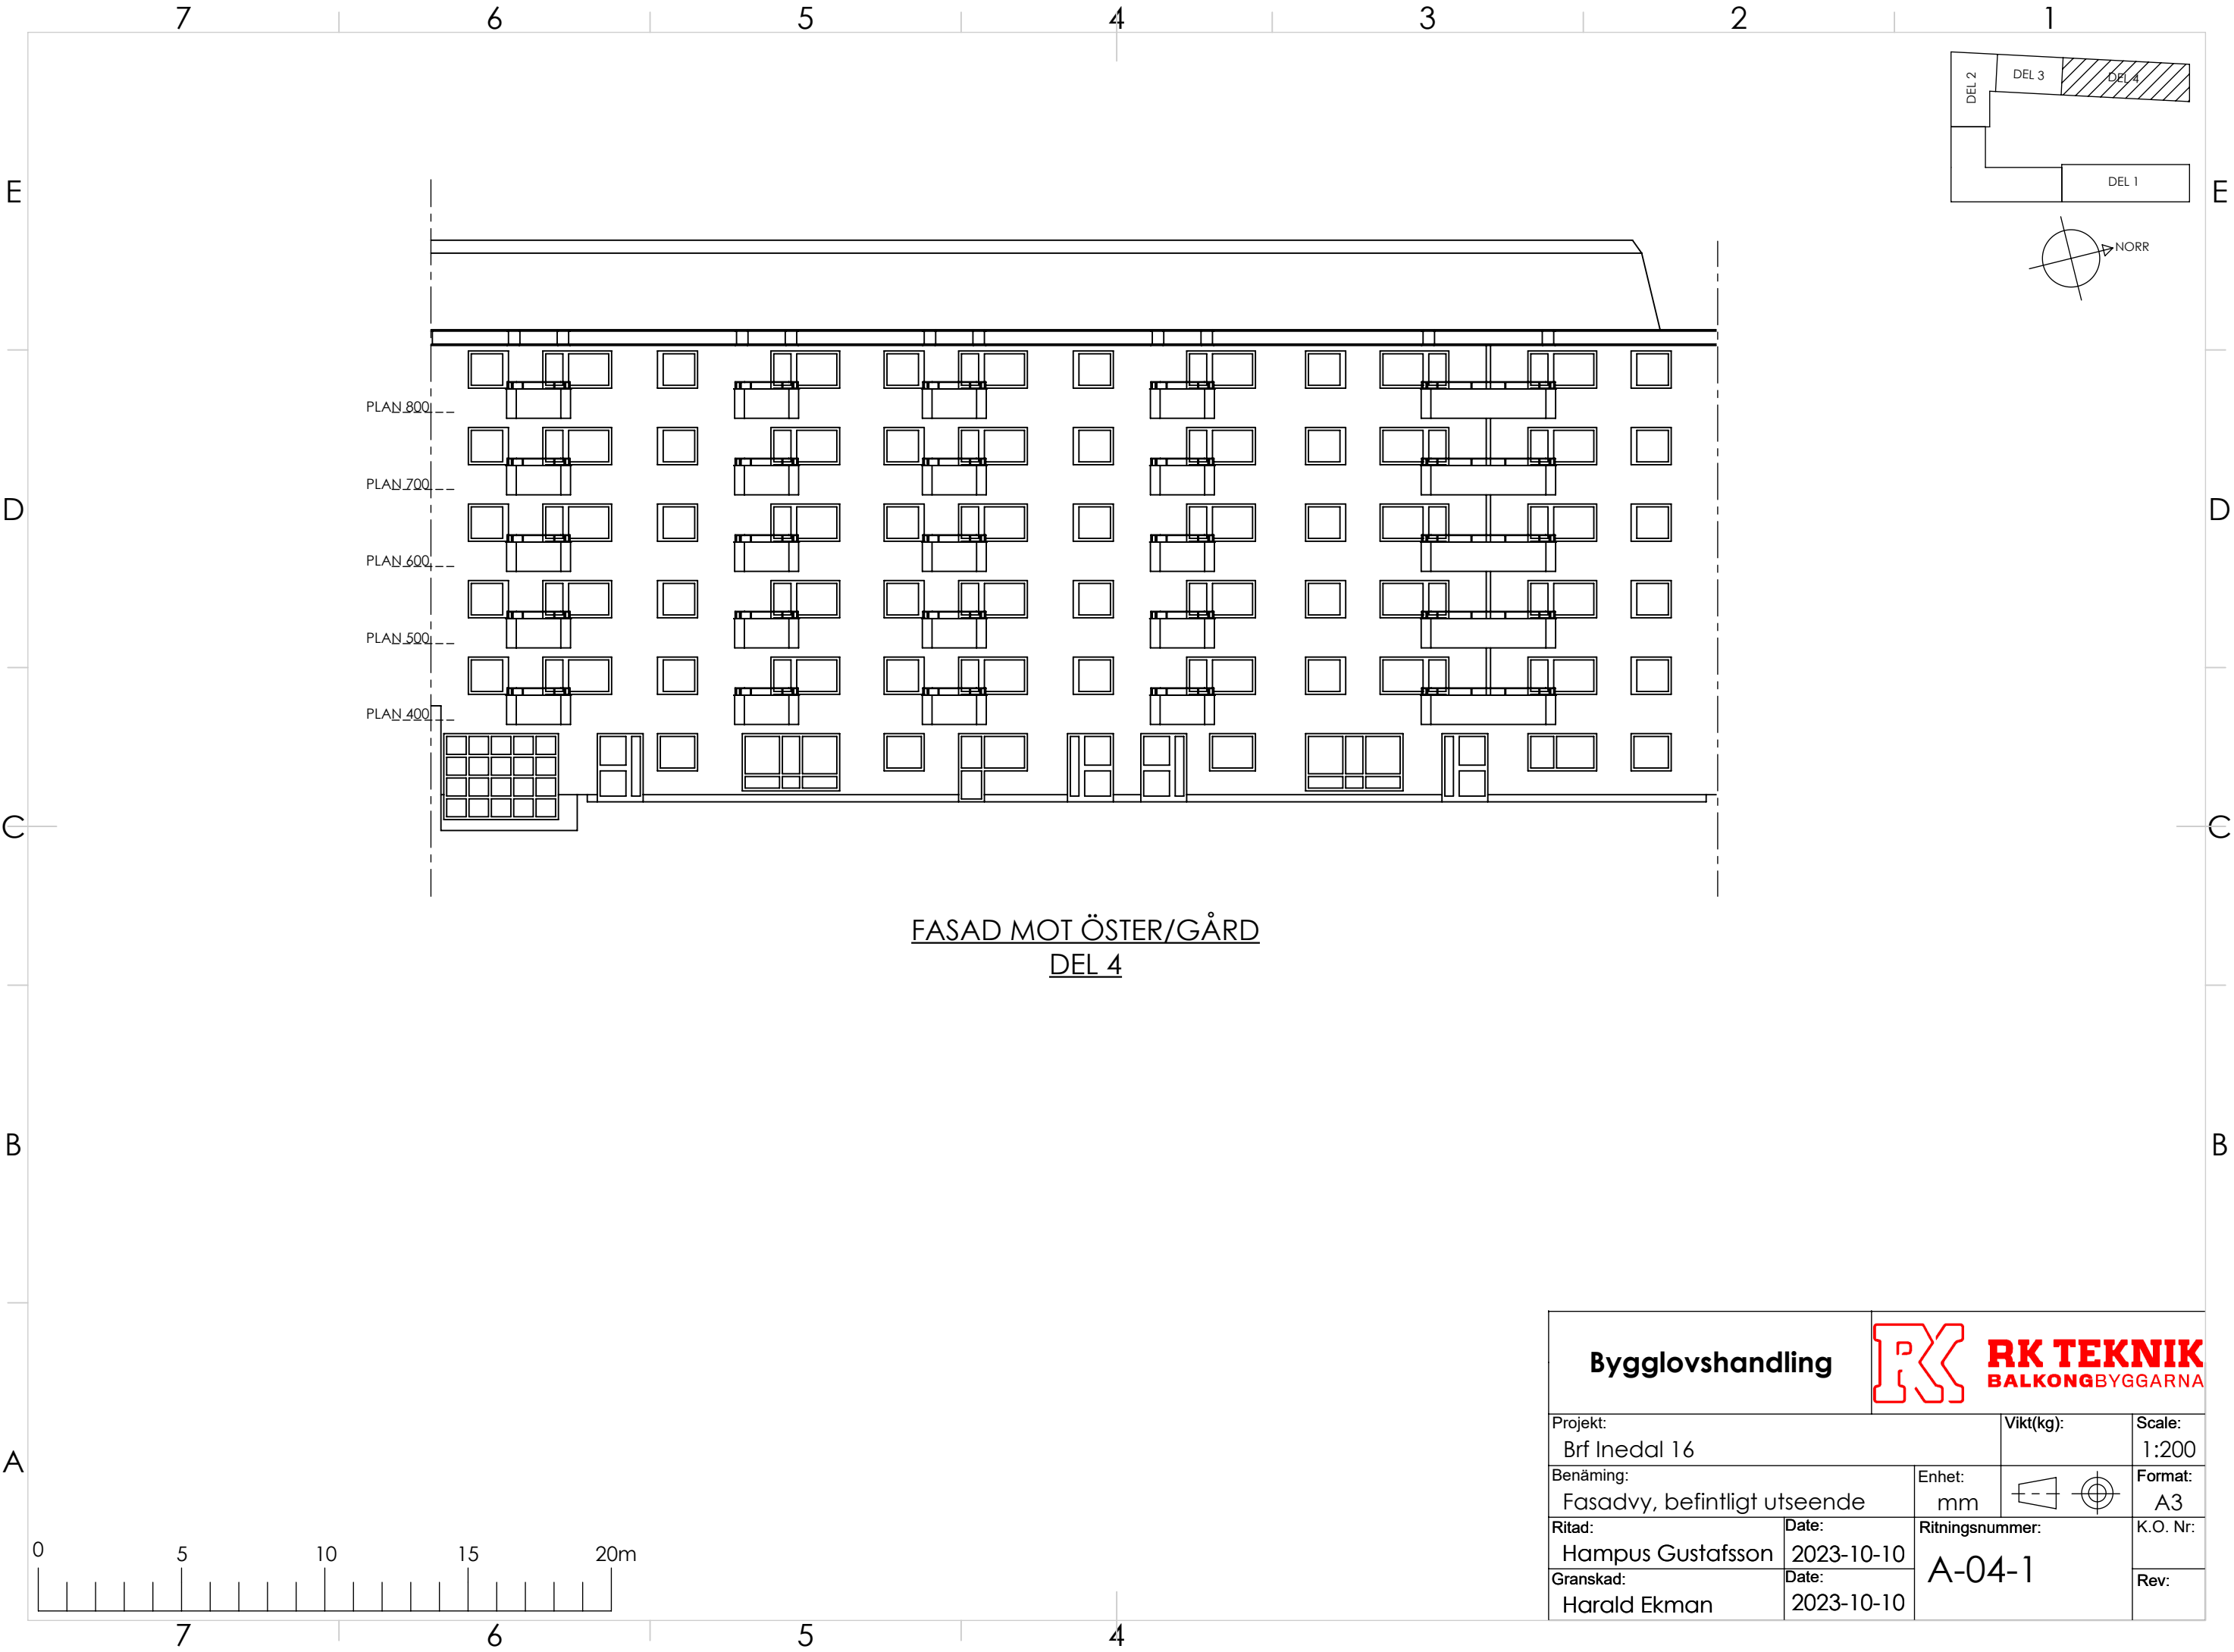 7 6 5 4 3 2 1
DEL 2 DEL 3 DEL 4
DEL 1
E E
NORR
PLAN 800
PLAN 700
D D
PLAN 600
PLAN 500
PLAN 400
C C
FASAD MOT ÖSTER/GÅRD
DEL 4
B B
Bygglovshandling
RK RK TEKNIK
BALKONGBYGGARNA
Projekt: Vikt(kg): Scale:
Brf Inedal 16 1:200
A
Benäming: Enhet: Format:
Fasadvy, befintligt utseende mm A3
Ritad: Date: Ritningsnummer: K.O. Nr:
Hampus Gustafsson 2023-10-10 A-04-1
Granskad: Date: Rev:
Harald Ekman 2023-10-10
0 5 10 15 20m
7 6 5 4